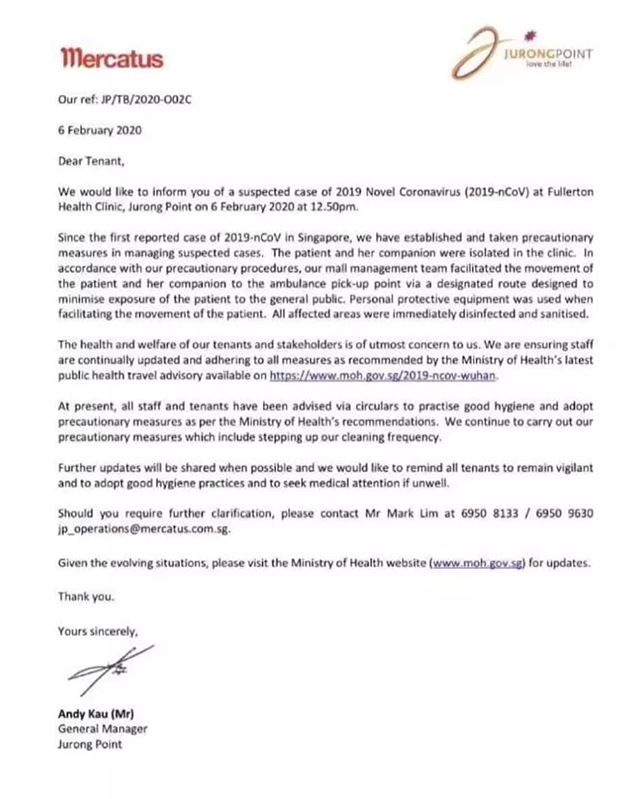 mercatus
JURONGPOINT
love the life!
Our ref: JP/TB/2020-O02C
6 February 2020
Dear Tenant,
We would like to inform you of a suspected case of 2019 Novel Coronavirus (2019-nCoV) at Fullerton
Health Clinic, Jurong Point on 6 February 2020 at 12.50pm.
Since the first reported case of 2019-nCoV in Singapore, we have established and taken precautionary
measures in managing suspected cases. The patient and her companion were isolated in the clinic. In
accordance with our precautionary procedures, our mall management team facilitated the movement of
the patient and her companion to the ambulance pick-up point via a designated route designed to
minimise exposure of the patient to the general public. Personal protective equipment was used when
facilitating the movement of the patient. All affected areas were immediately disinfected and sanitised.
The health and welfare of our tenants and stakeholders is of utmost concern to us. We are ensuring staff
are continually updated and adhering to all measures as recommended by the Ministry of Health's latest
public health travel advisory available on https://www.moh.gov.sg/2019-ncov-wuhan.
At present, all staff and tenants have been advised via circulars to practise good hygiene and adopt
precautionary measures as per the Ministry of Health's recommendations. We continue to carry out our
precautionary measures which include stepping up our cleaning frequency.
Further updates will be shared when possible and we would like to remind all tenants to remain vigilant
and to adopt good hygiene practices and to seek medical attention if unwell.
Should you require further clarification, please contact Mr Mark Lim at 6950 8133 / 6950 9630
jp_operations@mercatus.com.sg.
Given the evolving situations, please visit the Ministry of Health website (www.moh.gov.sg) for updates.
Thank you.
Yours sincerely,
Andy Kau (Mr)
General Manager
Jurong Point